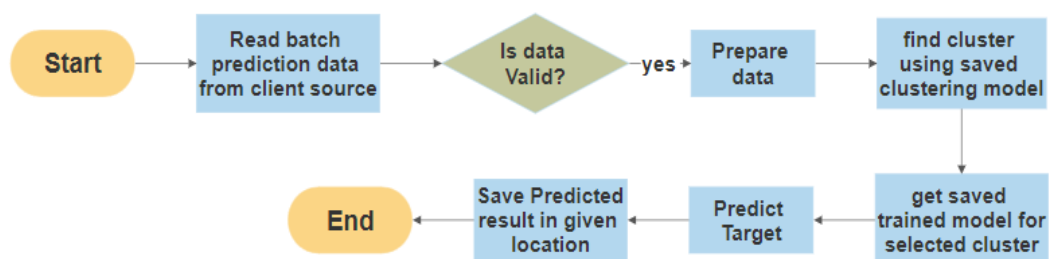 Start
Read batch
prediction data
from client source
Is data
Valid?
yes
Prepare
data
find cluster
using saved
clustering model
get saved
trained model for
selected cluster
Predict
Target
Save Predicted
result in given
location
End